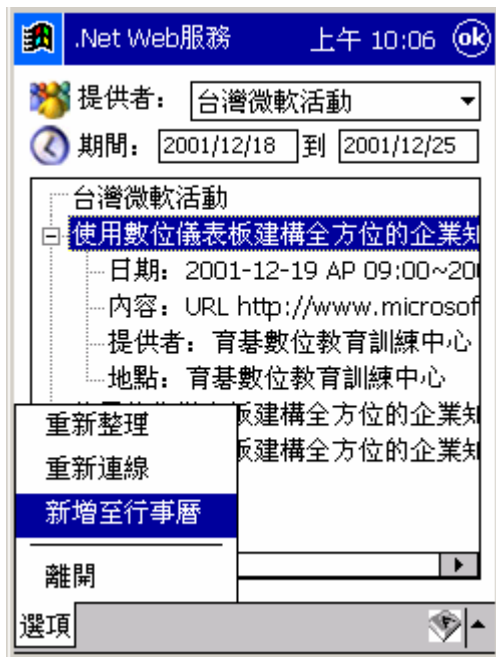 .Net Web服務 上午 10:06 ok
提供者： 台灣微軟活動
期間： 2001/12/18 到 2001/12/25
台灣微軟活動
使用數位儀表板建構全方位的企業知
日期：2001-12-19 AP 09:00~20
內容：URL http://www.microsof
提供者：育基數位教育訓練中心
地點：育基數位教育訓練中心
板建構全方位的企業知
板建構全方位的企業知
重新整理
重新連線
新增至行事曆
離開
選項